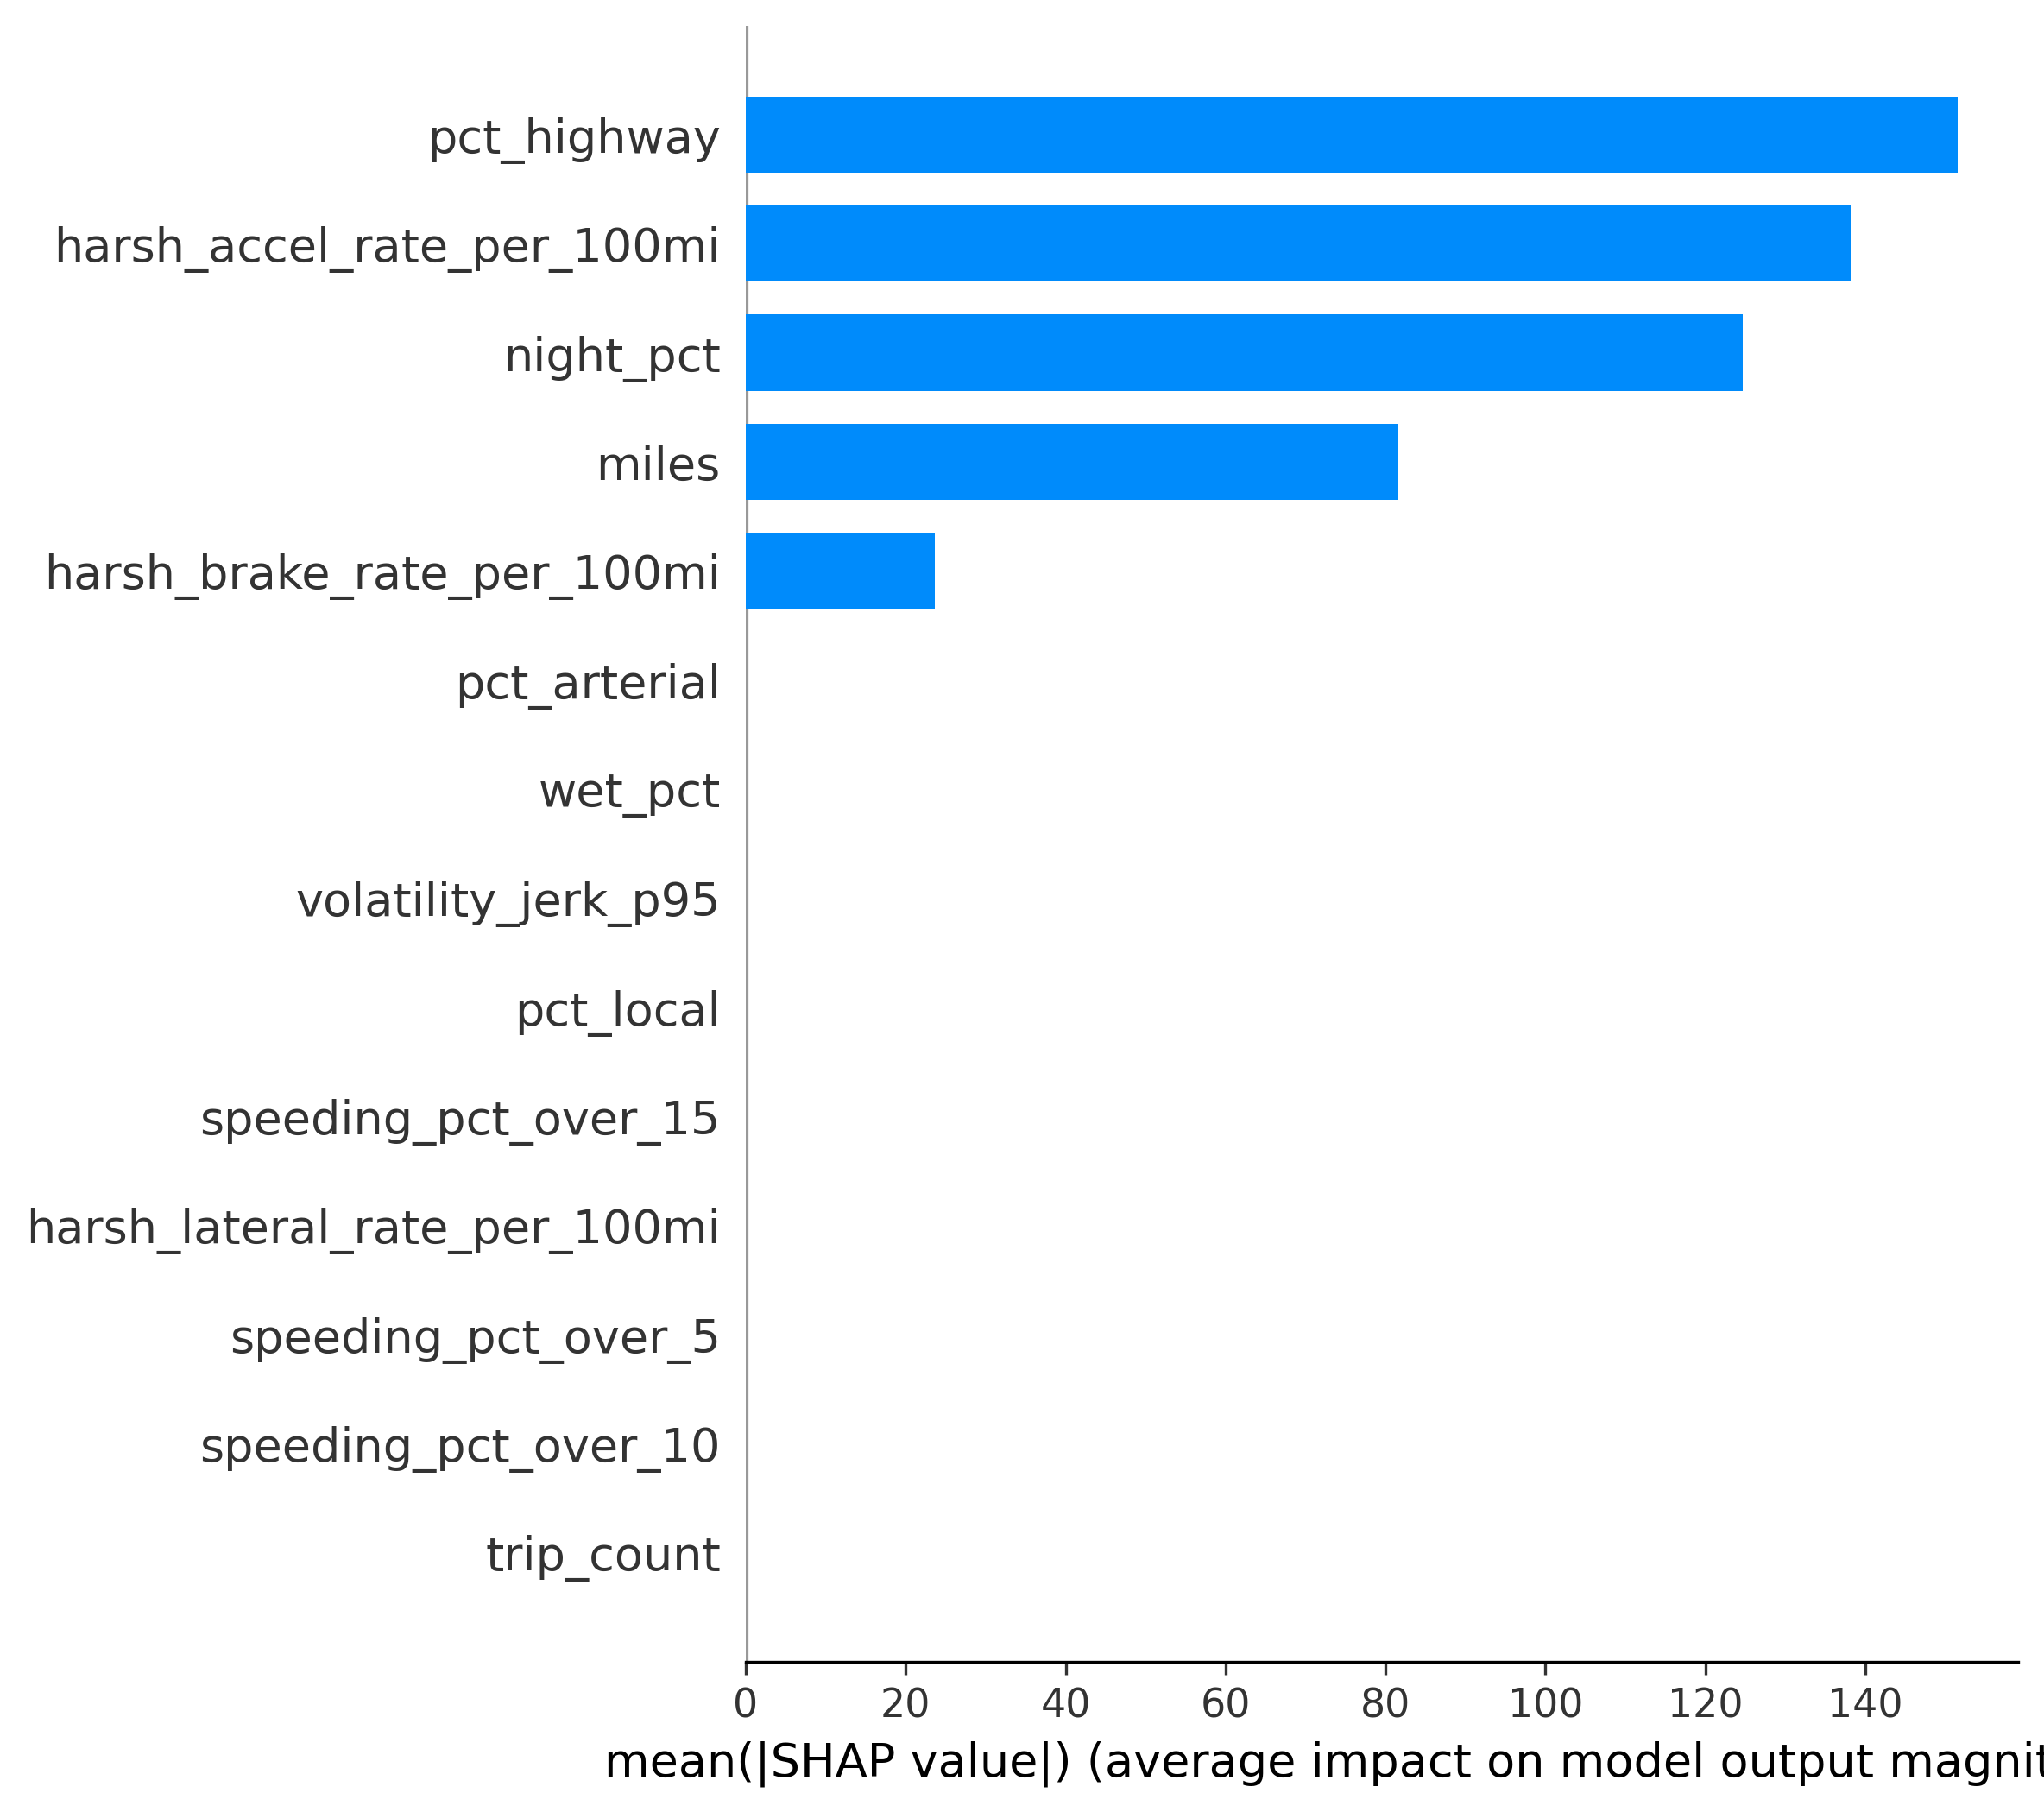 pct_highway
harsh_accel_rate_per_100mi
night_pct
miles
harsh_brake_rate_per_100mi
pct_arterial
wet_pct
volatility_jerk_p95
pct_local
speeding_pct_over_15
harsh_lateral_rate_per_100mi
speeding_pct_over_5
speeding_pct_over_10
trip_count
0 20 40 60 80 100 120 140
mean(|SHAP value|) (average impact on model output magnit